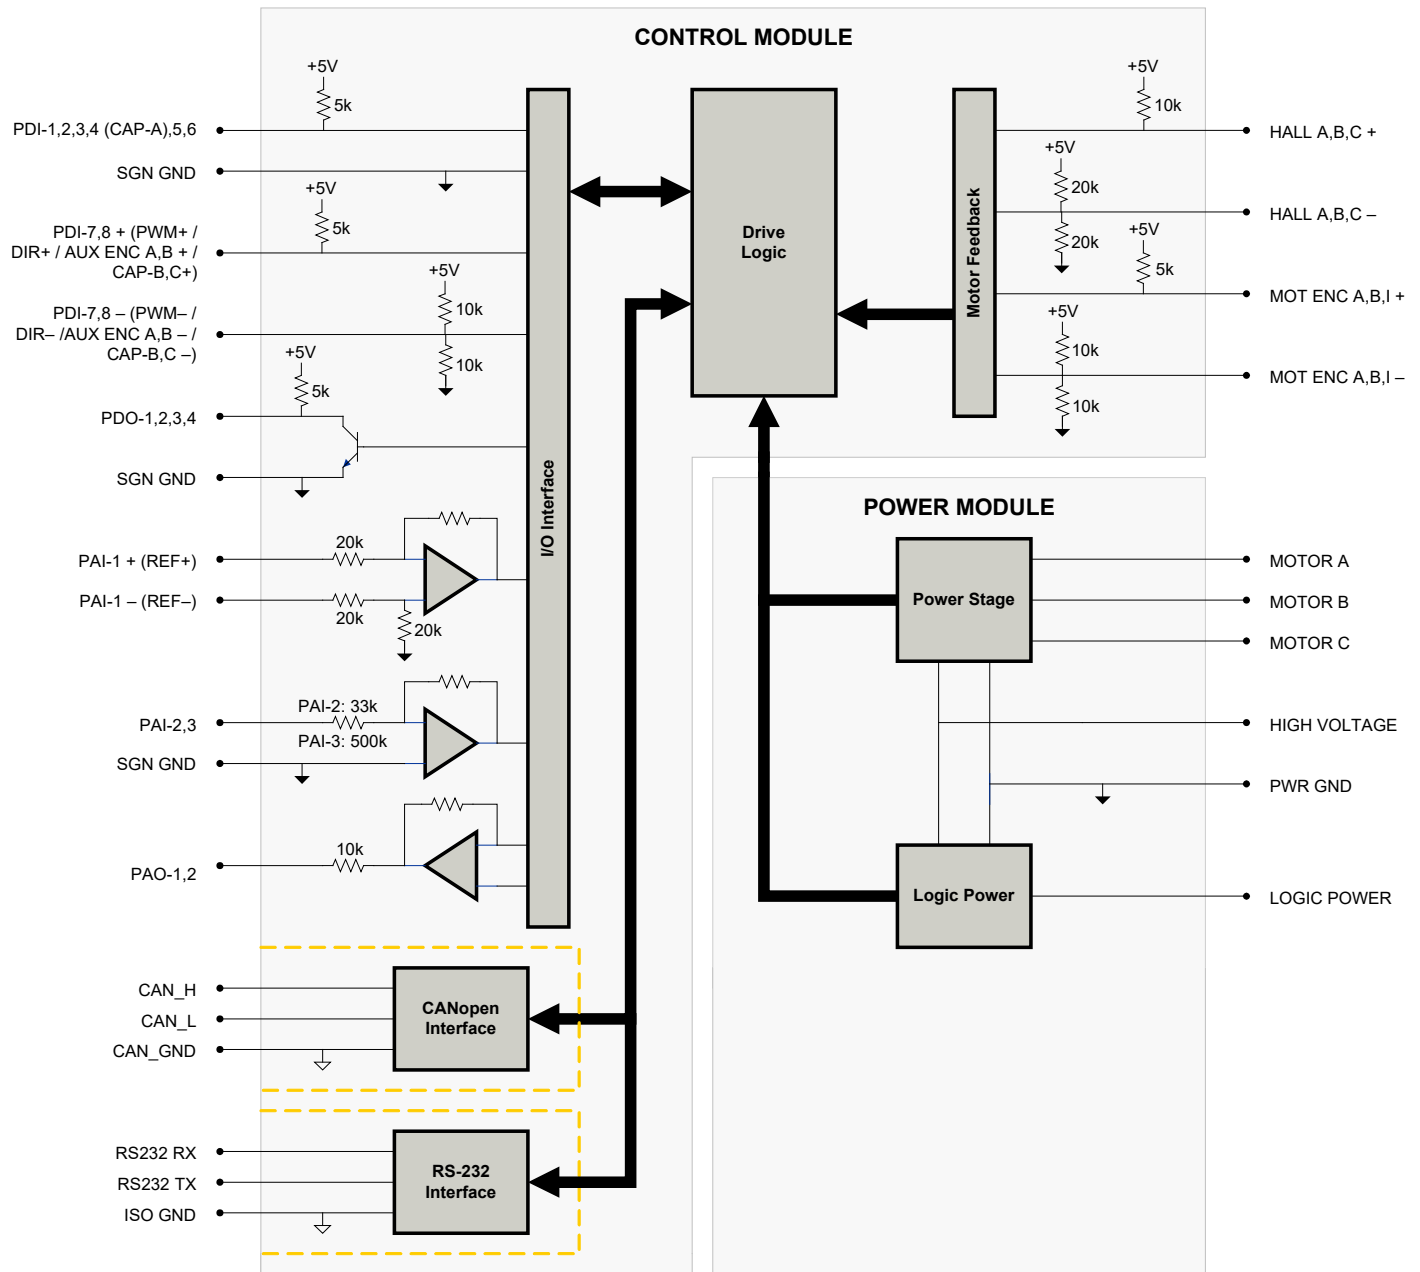 CONTROL MODULE
+5V
5k
PDI-1,2,3,4 (CAP-A),5,6
SGN GND
+5V
5k
PDI-7,8 + (PWM+ /
DIR+ / AUX ENC A,B + /
CAP-B,C+)
+5V
10k
10k
PDI-7,8 – (PWM– /
DIR– /AUX ENC A,B – /
CAP-B,C –)
+5V
5k
PDO-1,2,3,4
SGN GND
20k
PAI-1 + (REF+)
PAI-1 – (REF–)
20k
20k
PAI-2: 33k
PAI-2,3
PAI-3: 500k
SGN GND
10k
PAO-1,2
I/O Interface
CAN_H
CAN_L
CAN_GND
CANopen
Interface
RS232 RX
RS232 TX
ISO GND
RS-232
Interface
Drive
Logic
Motor Feedback
+5V
10k
HALL A,B,C +
+5V
20k
20k
HALL A,B,C –
+5V
5k
MOT ENC A,B,I +
+5V
10k
10k
MOT ENC A,B,I –
POWER MODULE
Power Stage
MOTOR A
MOTOR B
MOTOR C
HIGH VOLTAGE
PWR GND
Logic Power
LOGIC POWER